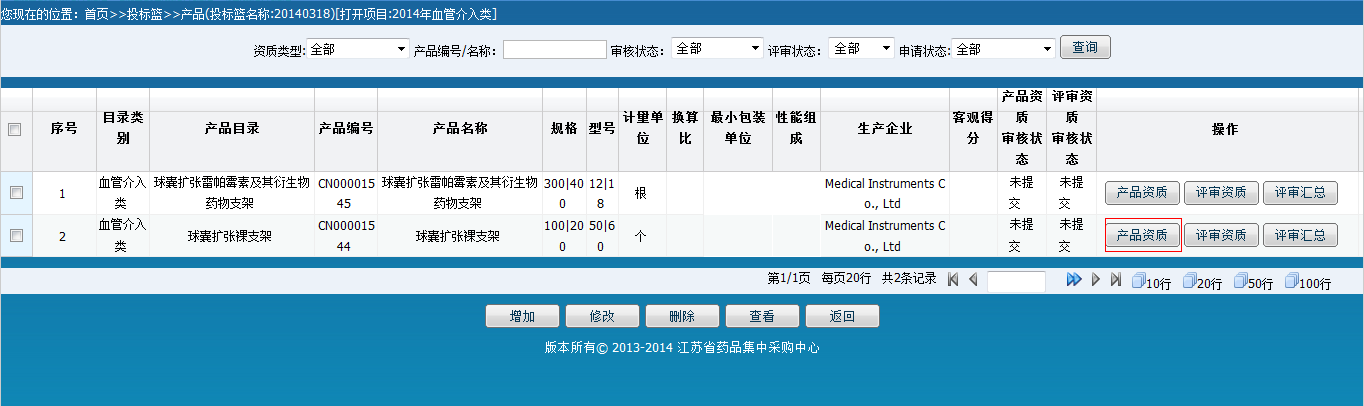 您现在的位置：首页>>投标篮>>产品(投标篮名称:20140318)[打开项目:2014年血管介入类]
资质类型: 全部 产品编号/名称： 审核状态： 全部 评审状态： 全部 申请状态: 全部 查询
序号 目录类别 产品目录 产品编号 产品名称 规格 型号 计量单位 换算比 最小包装单位 性能组成 生产企业 客观得分 产品资质审核状态 评审资质审核状态 操作
1 血管介入类 球囊扩张雷帕霉素及其衍生物药物支架 CN00001545 球囊扩张雷帕霉素及其衍生物药物支架 300|400 12|18 根 Medical Instruments Co., Ltd 未提交 未提交 产品资质 评审资质 评审汇总
2 血管介入类 球囊扩张裸支架 CN00001544 球囊扩张裸支架 100|200 50|60 个 Medical Instruments Co., Ltd 未提交 未提交 产品资质 评审资质 评审汇总
第1/1页 每页20行 共2条记录 10行 20行 50行 100行
增加 修改 删除 查看 返回
版本所有© 2013-2014 江苏省药品集中采购中心